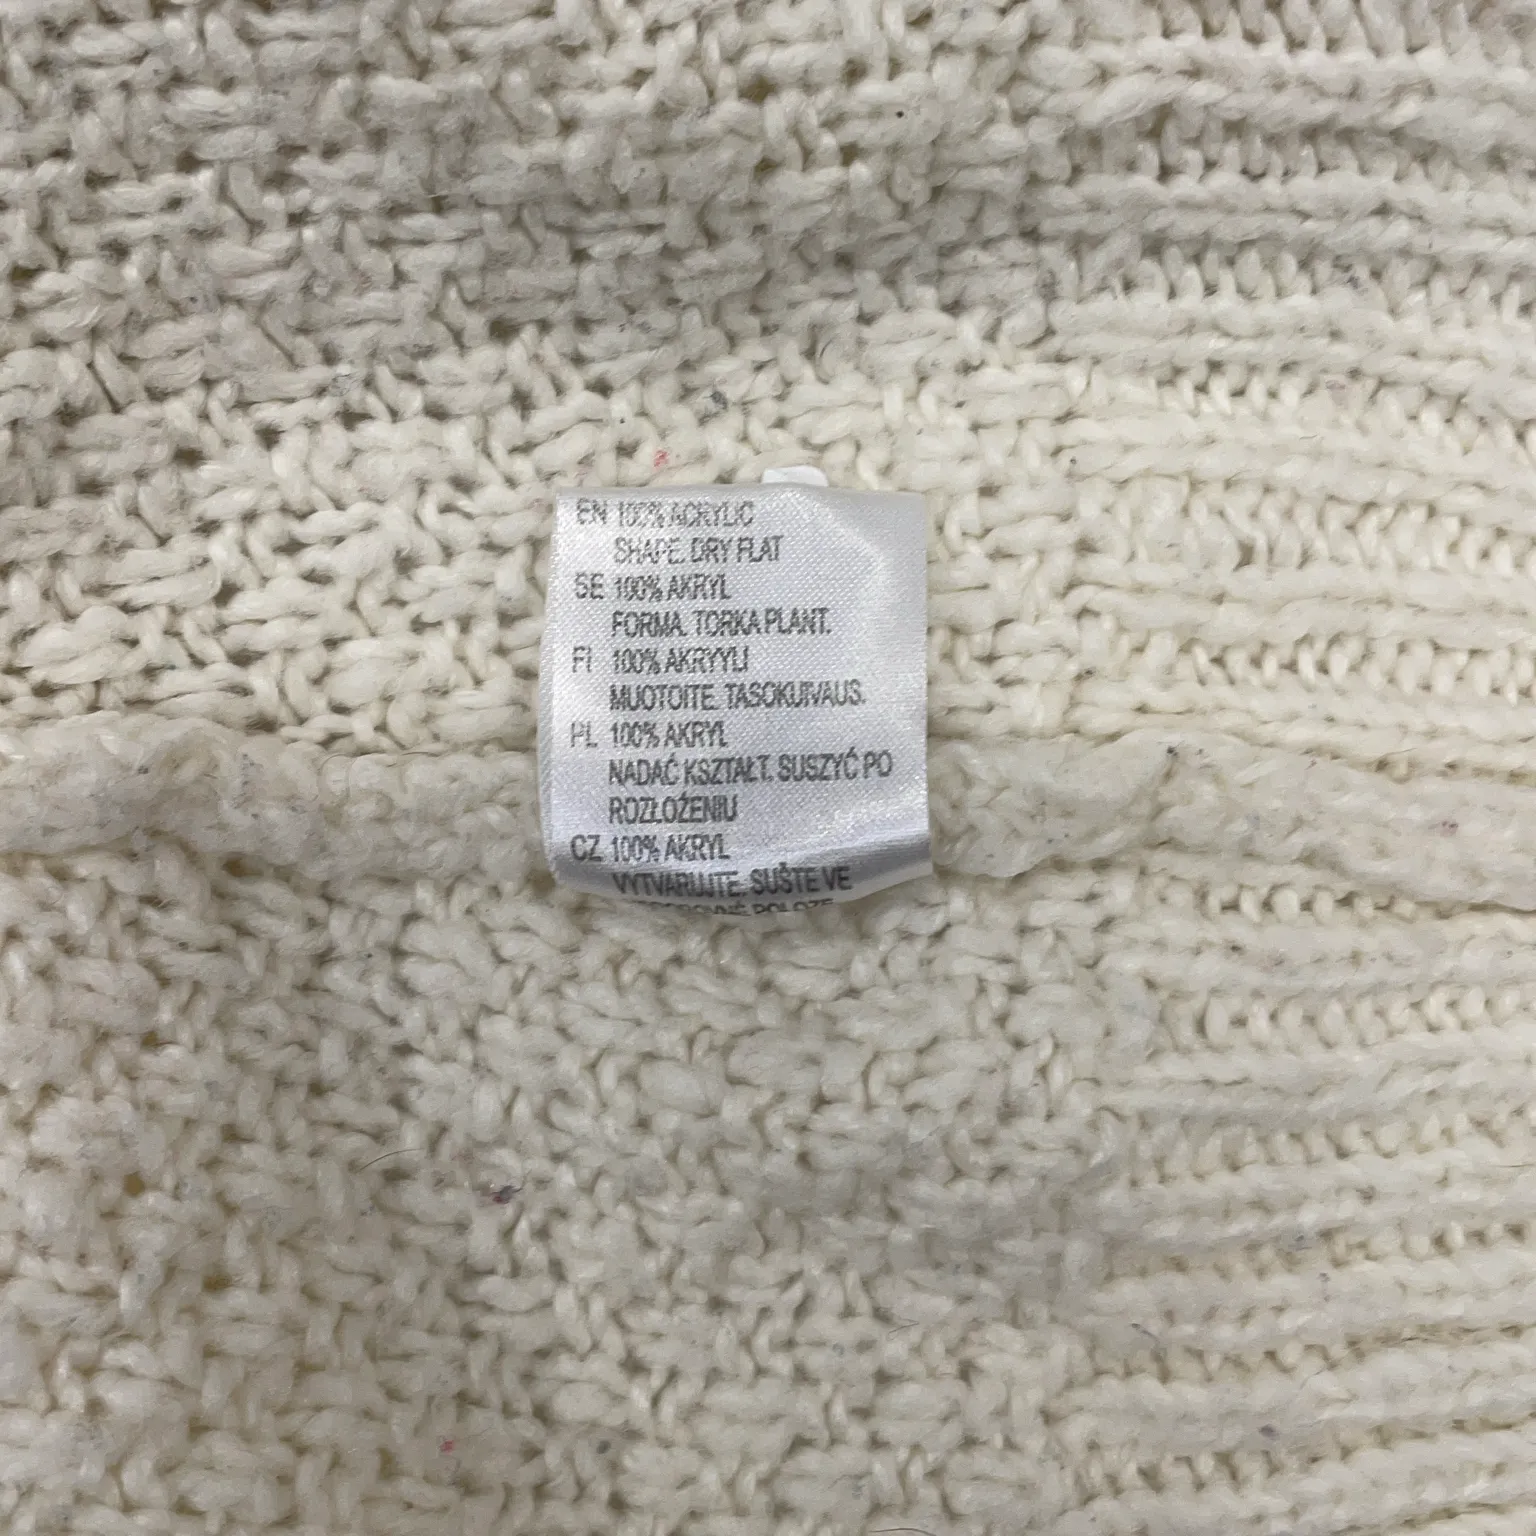 EN 100% ACRYLIC
SHAPE. DRY FLAT
SE 100% AKRYL
FORMA. TORKA PLANT.
FI 100% AKRYYLI
MUOTOITE. TASOKUIVAUS.
PL 100% AKRYL
NADAĆ KSZTAŁT. SUSZYĆ PO
ROZŁOŻENIU
CZ 100% AKRYL
VYTVARUJTE. SUŠTE VE
POLOZE